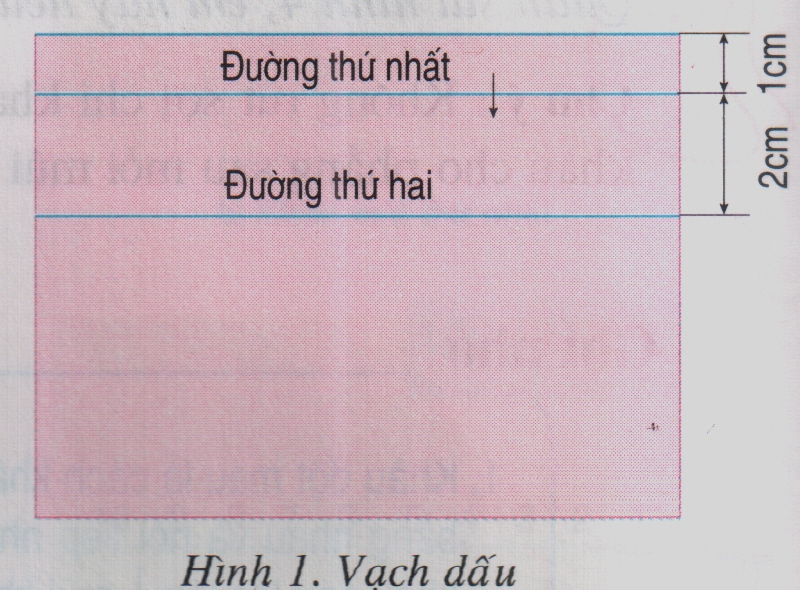 Đường thứ nhất
1cm
Đường thứ hai
2cm
Hình 1. Vạch dấu